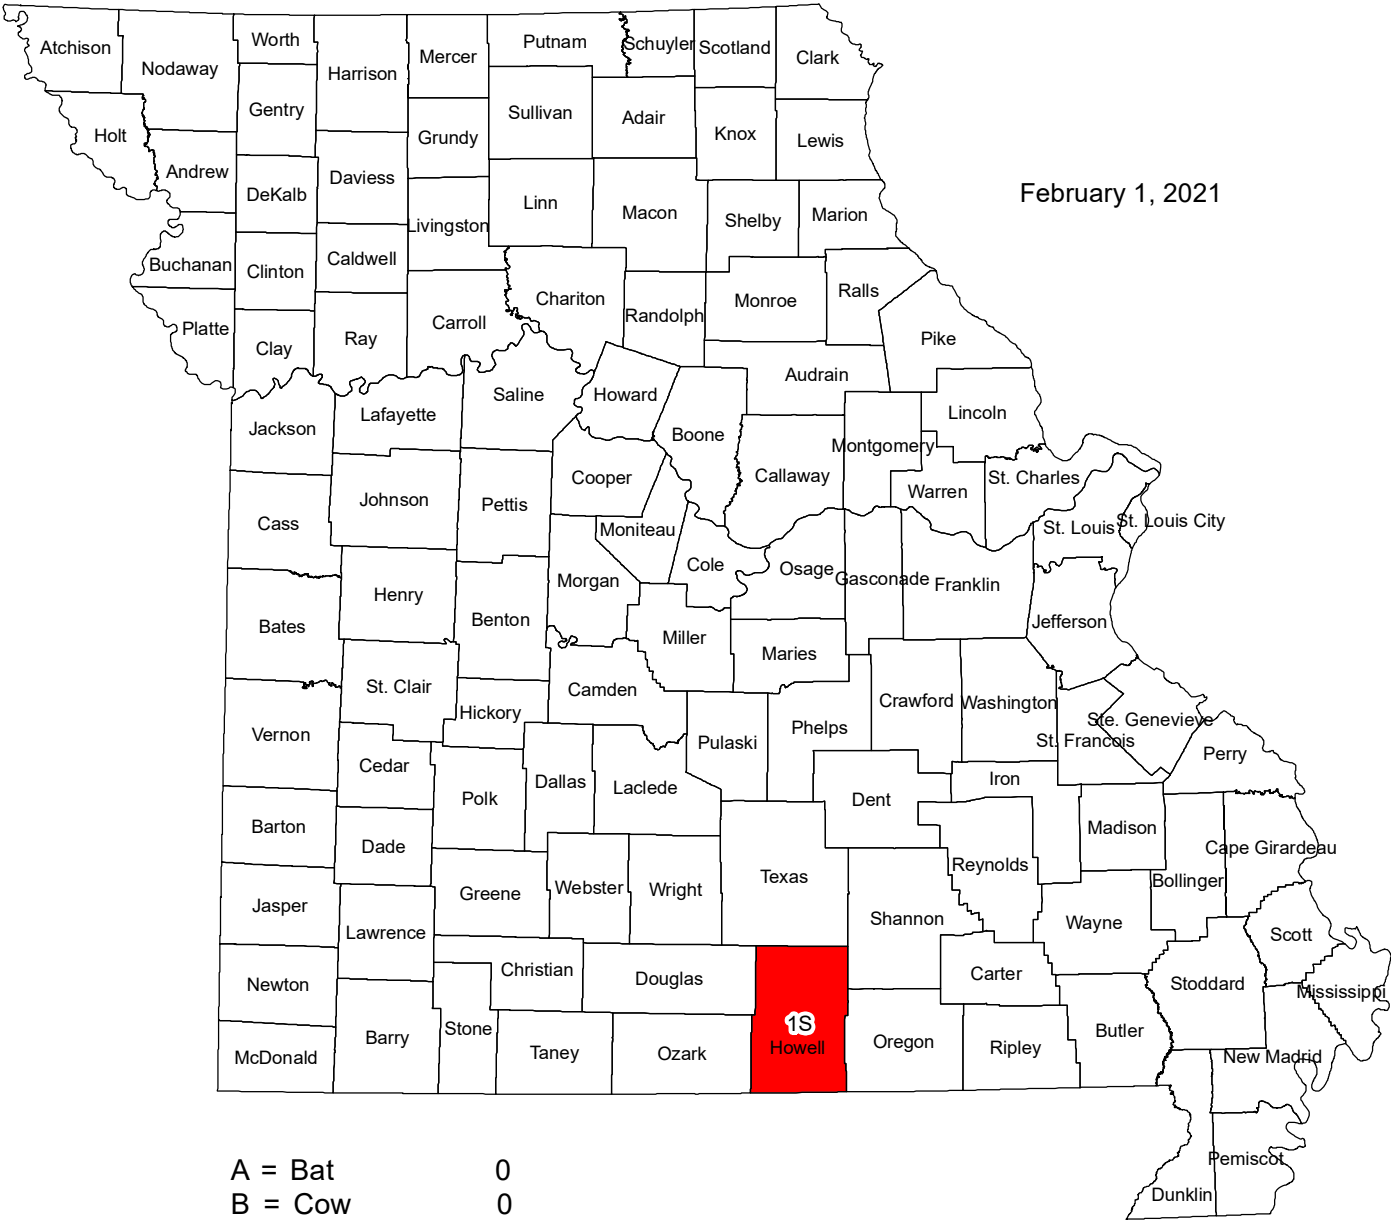 Atchison
Nodaway
Worth
Harrison
Mercer
Putnam
Schuyler
Scotland
Clark
Gentry
Sullivan
Adair
Knox
Lewis
Holt
Grundy
Andrew
DeKalb
Daviess
Linn
Macon
Shelby
Marion
February 1, 2021
Livingston
Buchanan
Clinton
Caldwell
Chariton
Randolph
Monroe
Ralls
Platte
Clay
Ray
Carroll
Pike
Audrain
Saline
Howard
Jackson
Lafayette
Boone
Lincoln
Montgomery
Cooper
Callaway
Warren
St. Charles
Johnson
Pettis
Cass
Moniteau
St. Louis
St. Louis City
Cole
Osage
Gasconade
Franklin
Henry
Morgan
Benton
Bates
Miller
Jefferson
Maries
St. Clair
Camden
Hickory
Crawford
Washington
Vernon
Pulaski
Phelps
Ste. Genevieve
St. Francois
Perry
Cedar
Dallas
Laclede
Iron
Polk
Dent
Barton
Dade
Madison
Cape Girardeau
Reynolds
Bollinger
Jasper
Greene
Webster
Wright
Texas
Lawrence
Shannon
Wayne
Scott
Newton
Christian
Douglas
Carter
Stoddard
Mississippi
1S
Howell
McDonald
Barry
Stone
Taney
Ozark
Oregon
Ripley
Butler
New Madrid
Pemiscot
Dunklin
A = Bat 0
B = Cow 0